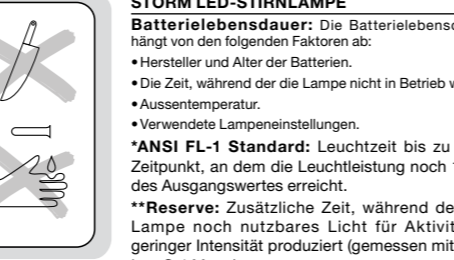 STORM LED-STIRNLAMPE
Batterielebensdauer: Die
hängt von den folgenden Faktoren ab:
• Hersteller und Alter der Batterien.
• Die Zeit, während der die Lampe nicht in Betrieb
• Aussentemperatur.
• Verwendete Lampeneinstellungen.
*ANSI FL-1 Standard: Leuchtzeit bis zu
Zeitpunkt, an dem die Leuchtleistung noch
des Ausgangswertes erreicht.
**Reserve: Zusätzliche Zeit, während
Lampe noch nutzbares Licht für
geringer Intensität produziert (gemessen mit